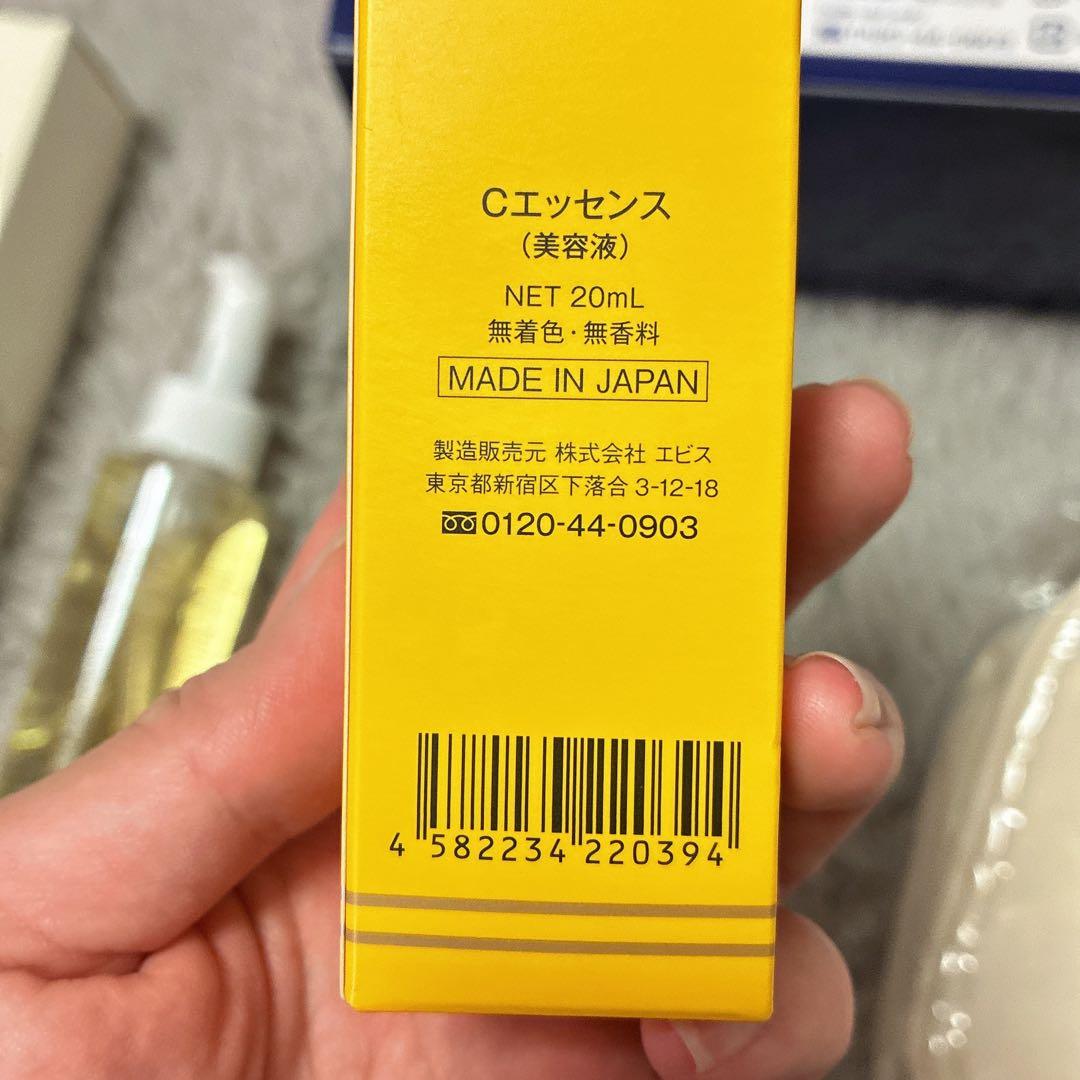 Cエッセンス
(美容液)
NET 20mL
無着色・無香料
MADE IN JAPAN
製造販売元 株式会社 エビス
東京都新宿区下落合 3-12-18
0120-44-0903
4 582234 220394